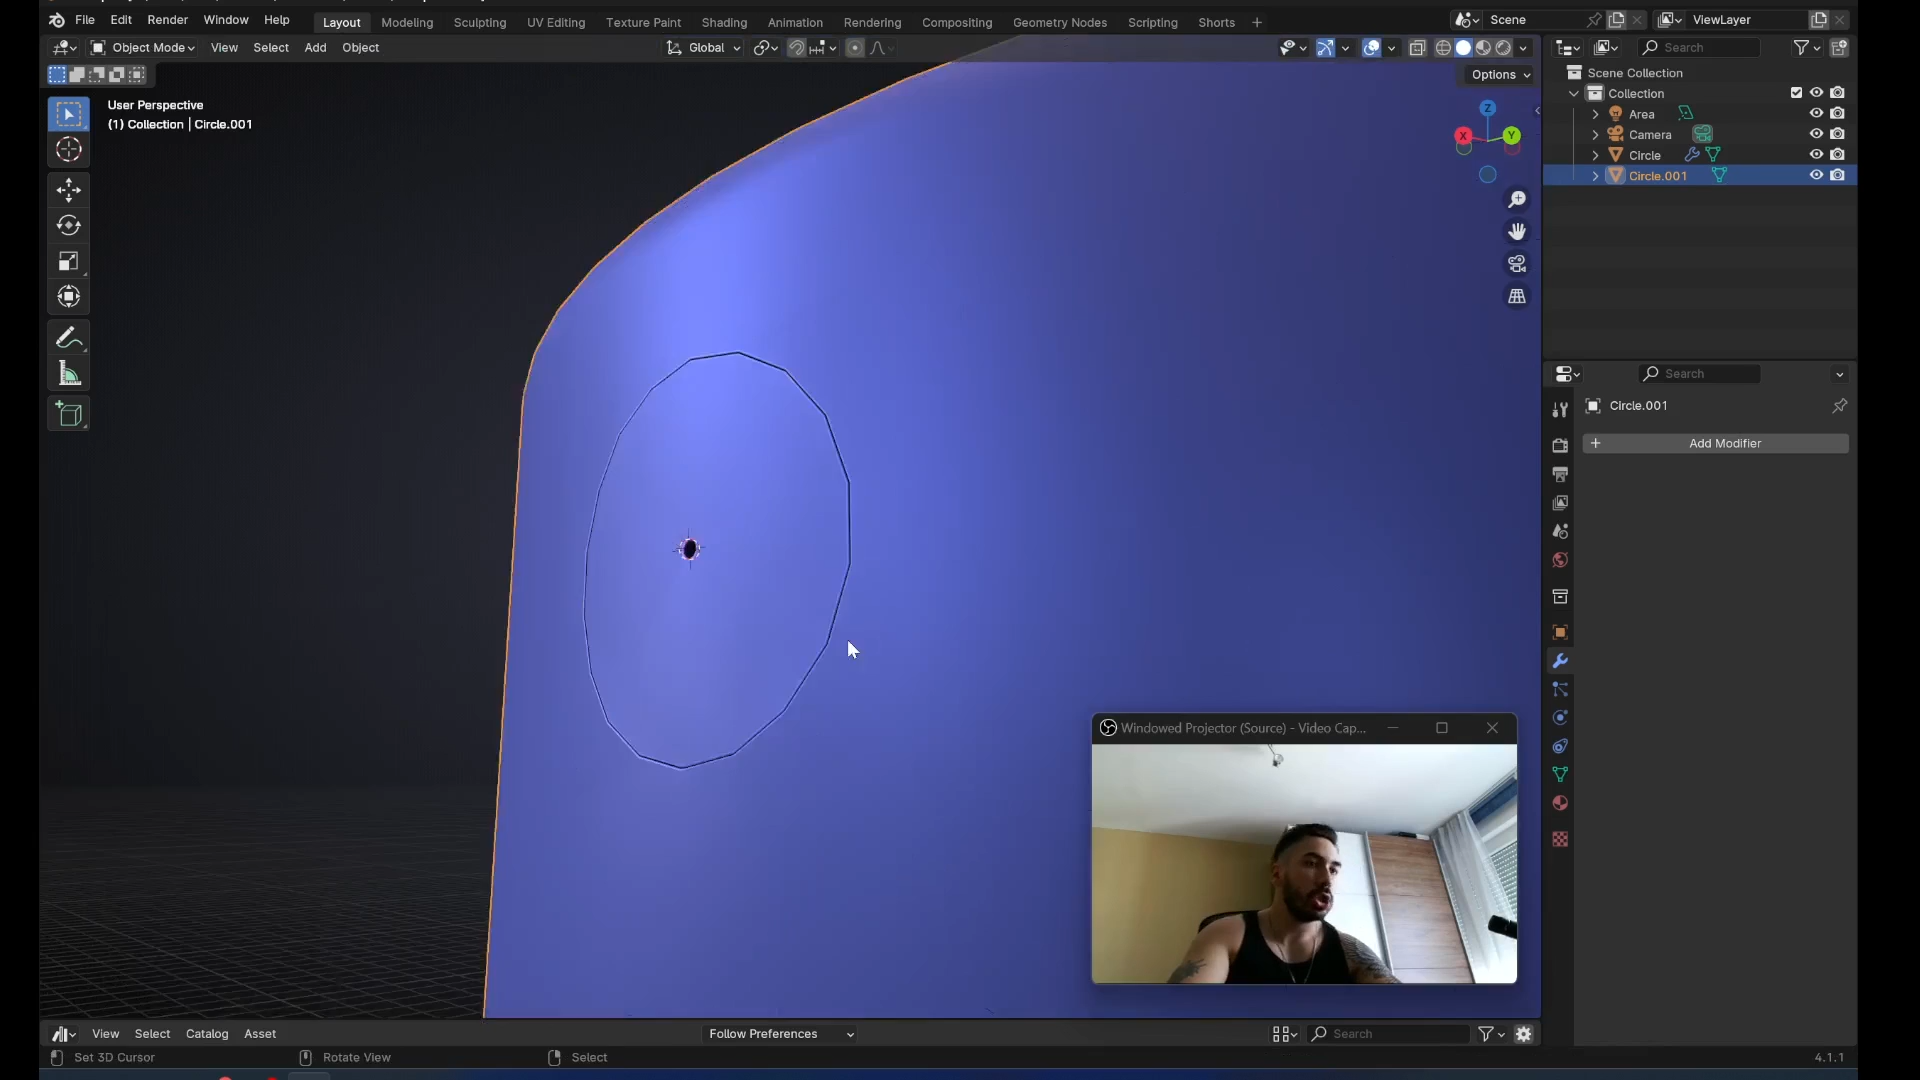 File Edit Render Window Help Layout Modeling Sculpting UV Editing Texture Paint Shading Animation Rendering Compositing Geometry Nodes Scripting Shorts + Scene ViewLayer
Object Mode View Select Add Object Global Search
Options
Scene Collection
Collection
Area
Camera
Circle
Circle.001
User Perspective
(1) Collection | Circle.001
Z
X
Y
Search
Circle.001
+ Add Modifier
Windowed Projector (Source) - Video Cap...
View Select Catalog Asset Follow Preferences Search
Set 3D Cursor Rotate View Select 4.1.1